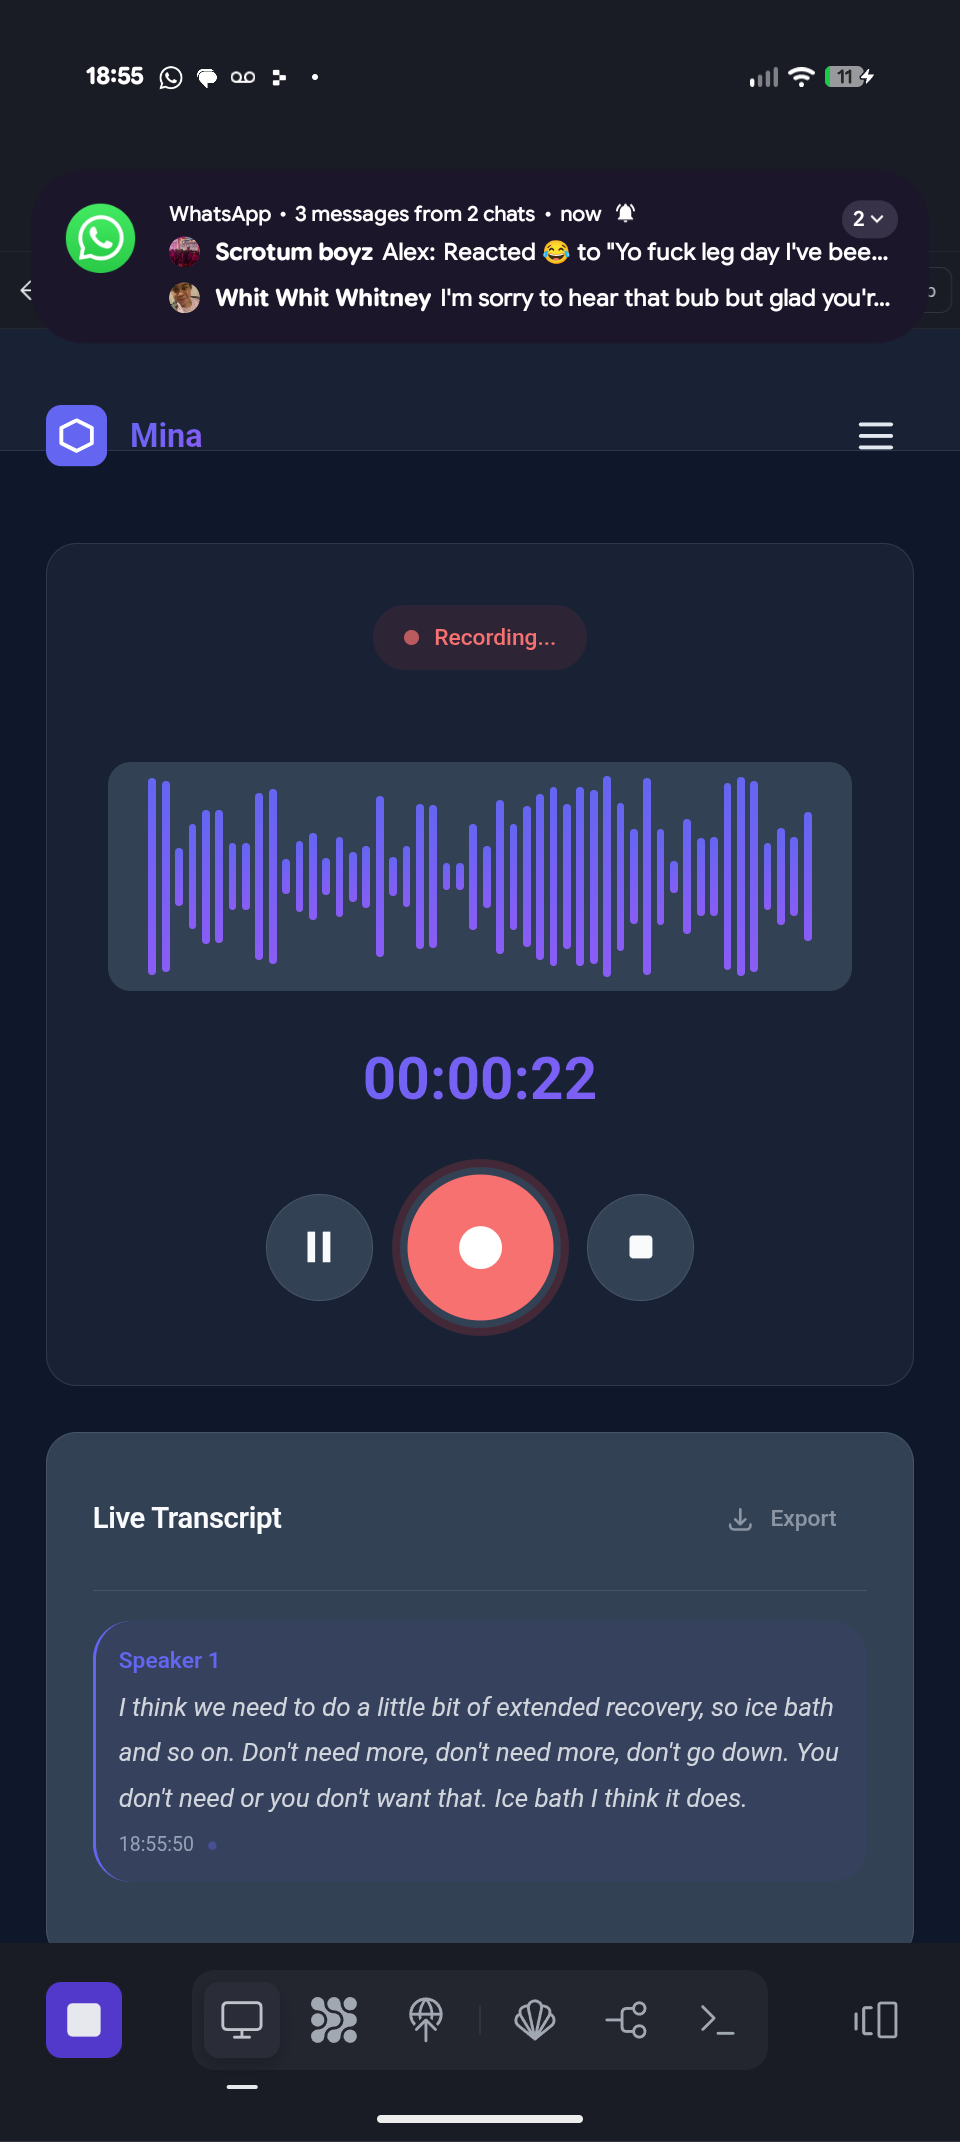 18:55
11
WhatsApp • 3 messages from 2 chats • now
2
Scrotum boyz Alex: Reacted 😂 to "Yo fuck leg day I've bee...
Whit Whit Whitney I'm sorry to hear that bub but glad you'r...
Mina
Recording...
00:00:22
Live Transcript
Export
Speaker 1
I think we need to do a little bit of extended recovery, so ice bath
and so on. Don't need more, don't need more, don't go down. You
don't need or you don't want that. Ice bath I think it does.
18:55:50